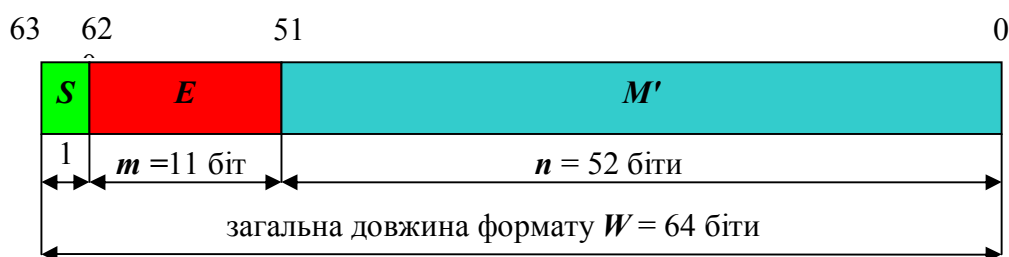 63 62 51 0
S E M'
1 m =11 біт n = 52 біти
загальна довжина формату W = 64 біти